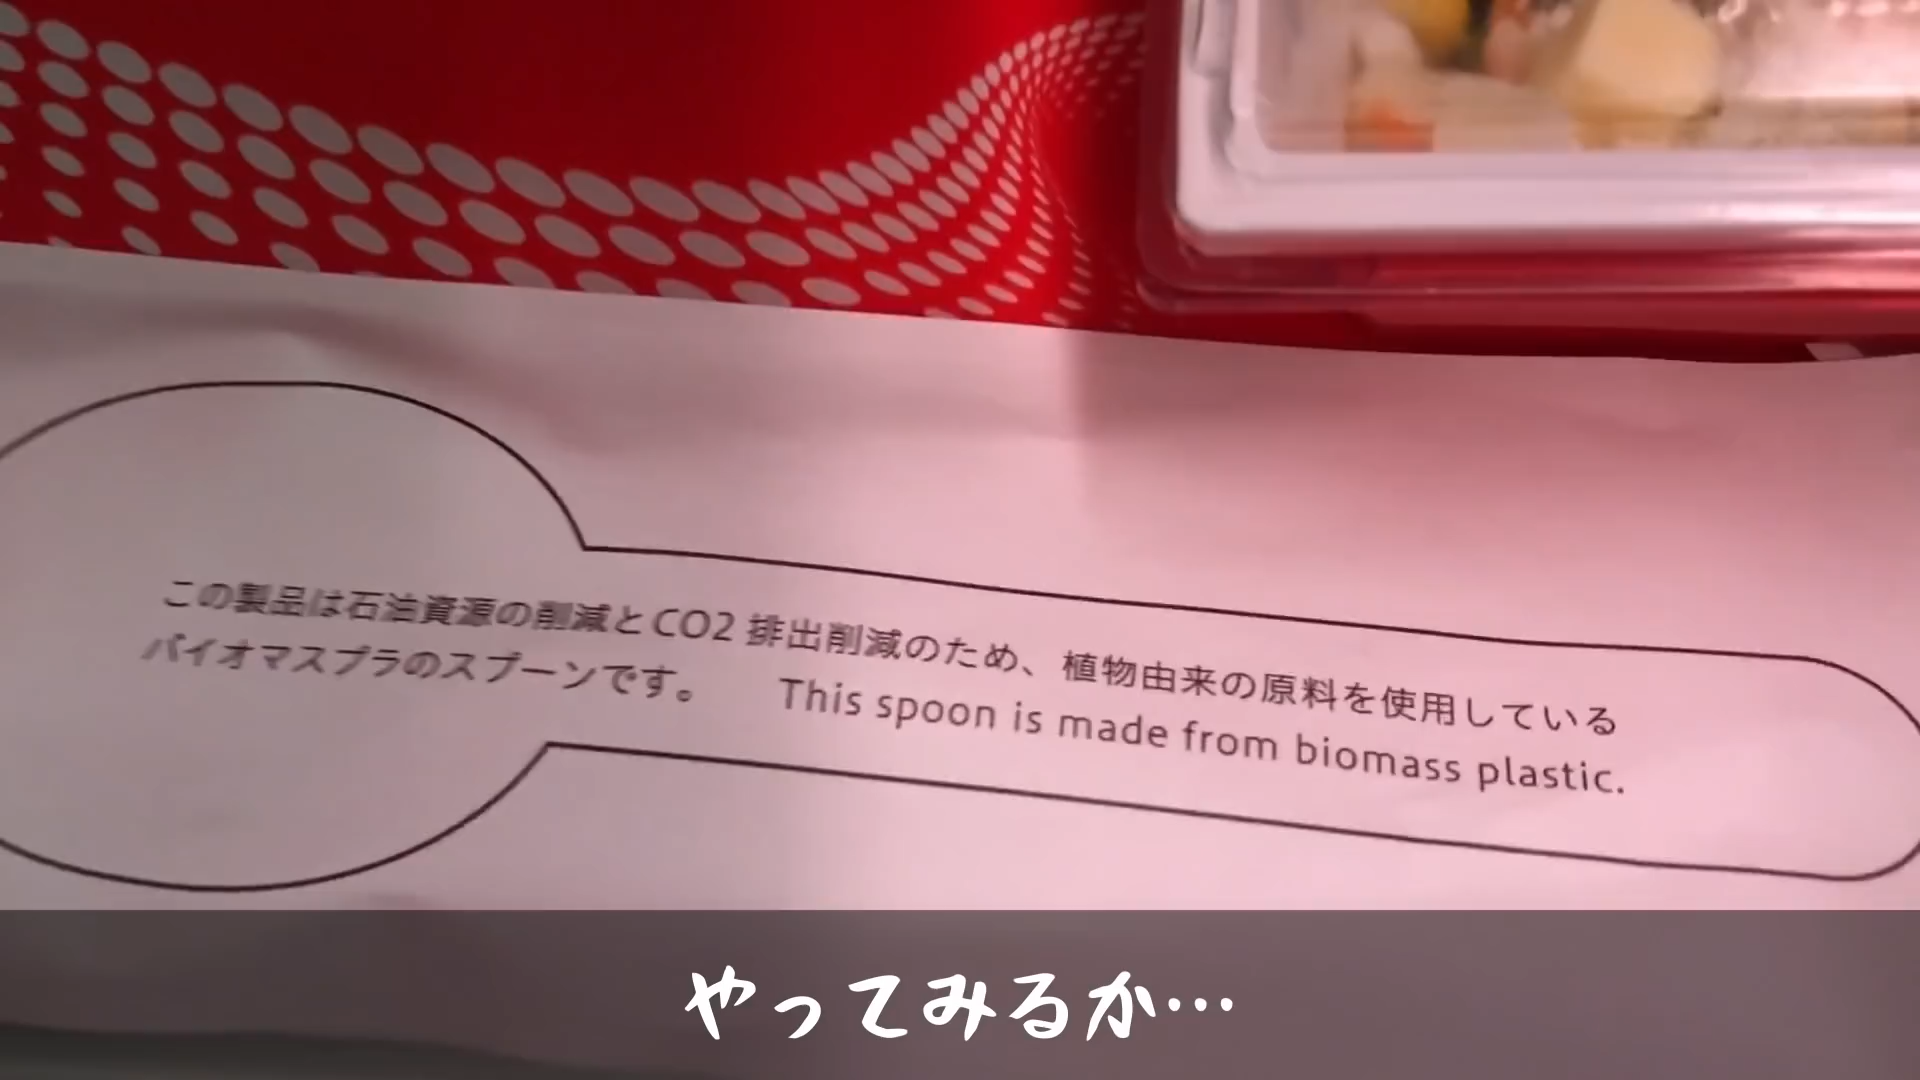 この製品は石油資源の削減とCO2排出削減のため、植物由来の原料を使用している
バイオマスプラのスプーンです。 This spoon is made from biomass plastic.
やってみるか…